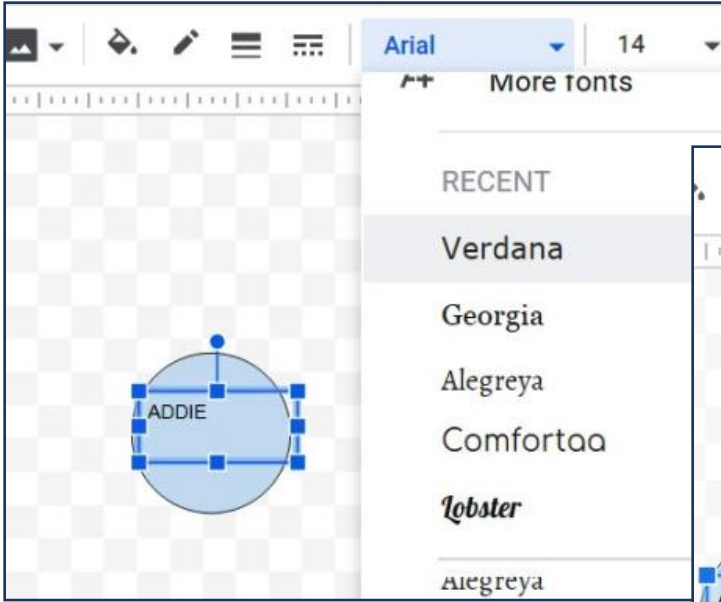 Arial 14
More fonts
RECENT
Verdana
Georgia
ADDIE
Alegreya
Comfortaa
Lobster
Alegreya